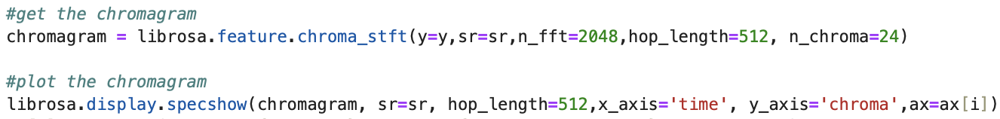 #get the chromagram
chromagram = librosa.feature.chroma_stft(y=y,sr=sr,n_fft=2048,hop_length=512, n_chroma=24)
#plot the chromagram
librosa.display.specshow(chromagram, sr=sr, hop_length=512,x_axis='time', y_axis='chroma',ax=ax[i])